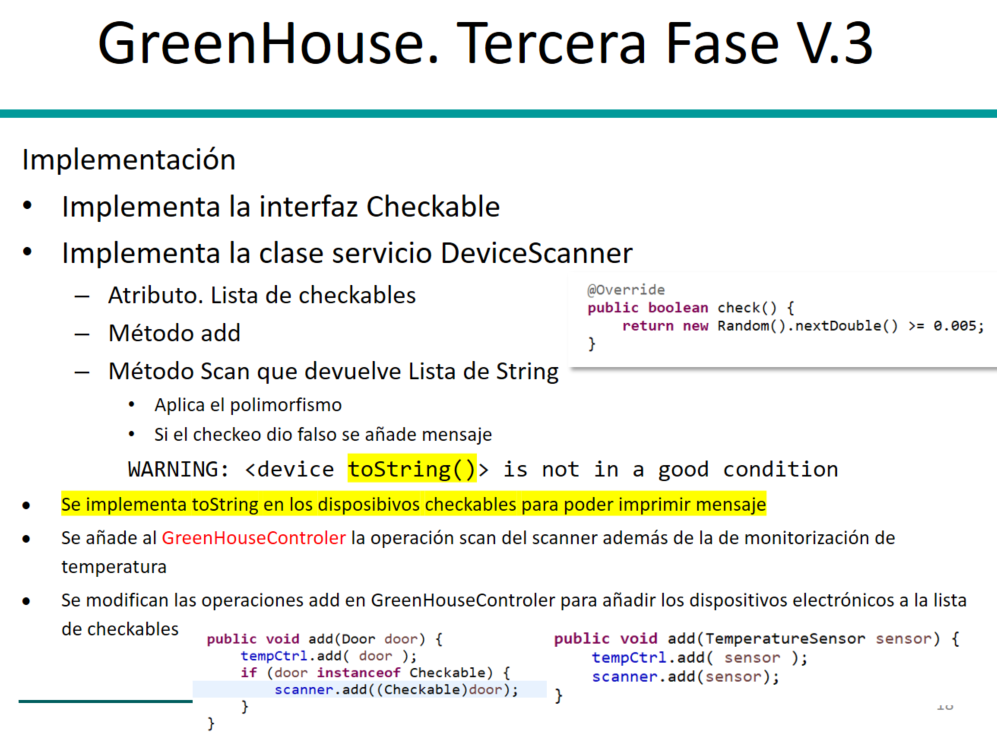 GreenHouse. Tercera Fase V.3
Implementación
• Implementa la interfaz Checkable
• Implementa la clase servicio DeviceScanner
– Atributo. Lista de checkables
– Método add
– Método Scan que devuelve Lista de String
• Aplica el polimorfismo
• Si el checkeo dio falso se añade mensaje
WARNING: <device toString()> is not in a good condition
@Override
public boolean check() {
return new Random().nextDouble() >= 0.005;
}
• Se implementa toString en los disposibivos checkables para poder imprimir mensaje
• Se añade al GreenHouseControler la operación scan del scanner además de la de monitorización de
temperatura
• Se modifican las operaciones add en GreenHouseControler para añadir los dispositivos electrónicos a la lista
de checkables
public void add(Door door) {
tempCtrl.add( door );
if (door instanceof Checkable) {
scanner.add((Checkable)door);
}
}
public void add(TemperatureSensor sensor) {
tempCtrl.add( sensor );
scanner.add(sensor);
}